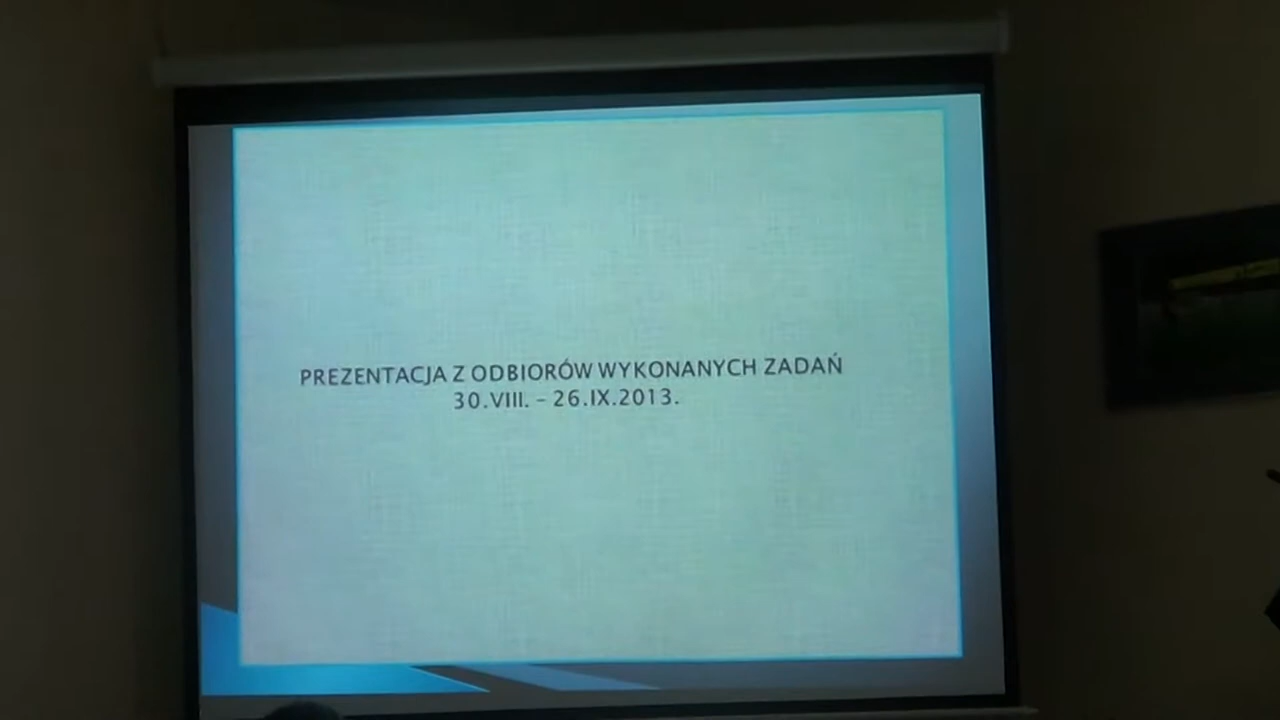 PREZENTACJA Z ODBIORÓW WYKONANYCH ZADAŃ
30.VIII. - 26.IX.2013.